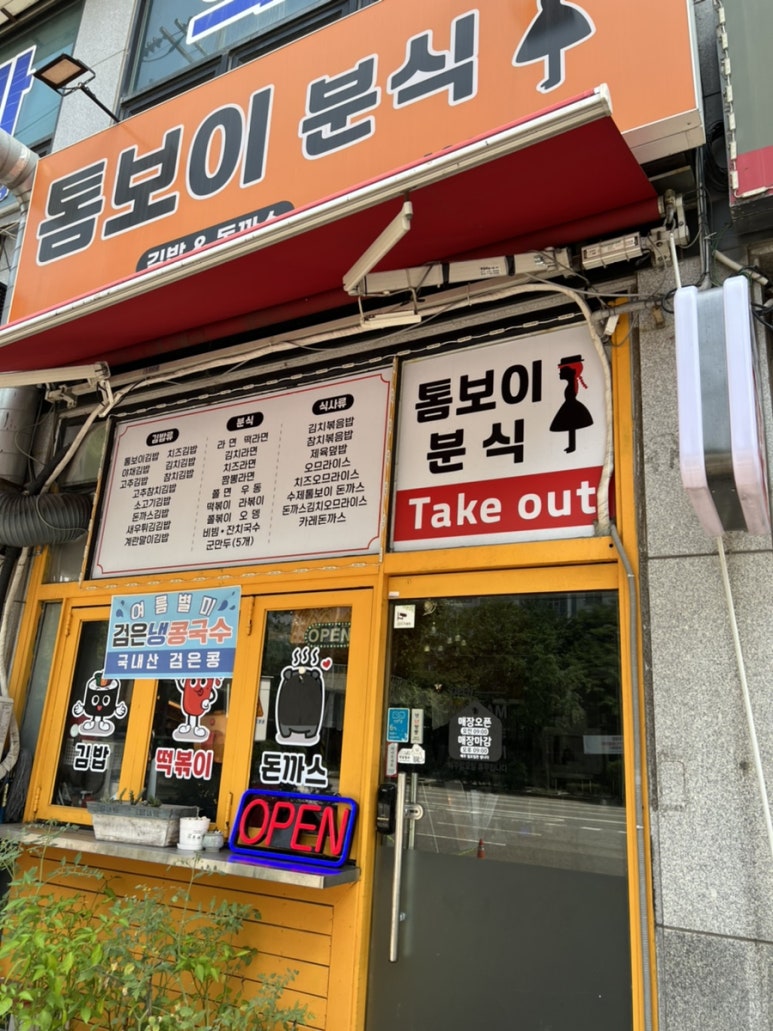 톰보이 분식
김밥 & 돈까스
김밥류
톰보이김밥 치즈김밥
야채김밥 김치김밥
고추김밥 참치김밥
고추참치김밥
소고기김밥
돈까스김밥
새우튀김김밥
계란말이김밥
분식
라면 떡라면
김치라면
치즈라면
짬뽕라면
쫄면 우동
떡볶이 라볶이
쫄볶이 오뎅
비빔•잔치국수
군만두(5개)
식사류
김치볶음밥
참치볶음밥
제육덮밥
오므라이스
치즈오므라이스
수제톰보이 돈까스
돈까스김치오므라이스
카레돈까스
톰보이
분식
Take out
여름별미
검은냉콩국수
국내산 검은콩
OPEN
김밥
떡볶이
돈까스
OPEN
매장오픈
오전 09:00
매장마감
오후 09:00